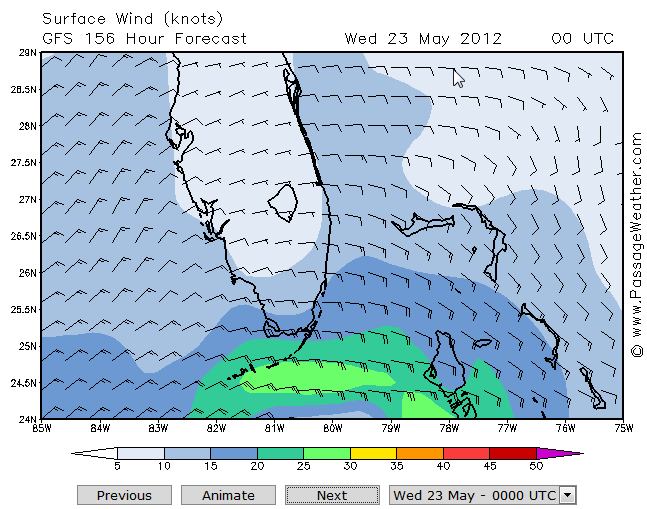 Surface Wind (knots)
GFS 156 Hour Forecast Wed 23 May 2012 00 UTC
29N
28.5N
28N
27.5N
27N
26.5N
26N
25.5N
25N
24.5N
24N
85W 84W 83W 82W 81W 80W 79W 78W 77W 76W 75W
© www.PassageWeather.com
5 10 15 20 25 30 35 40 45 50
Previous Animate Next Wed 23 May - 0000 UTC